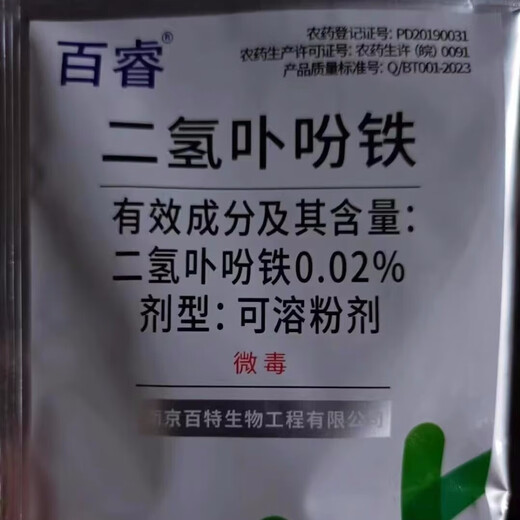 农药登记证号: PD20190031
农药生产许可证号: 农药生许 (皖) 0091
产品质量标准号: Q/BT001-2023
百睿®
二氢卟吩铁
有效成分及其含量:
二氢卟吩铁0.02%
剂型: 可溶粉剂
微毒
南京百特生物工程有限公司